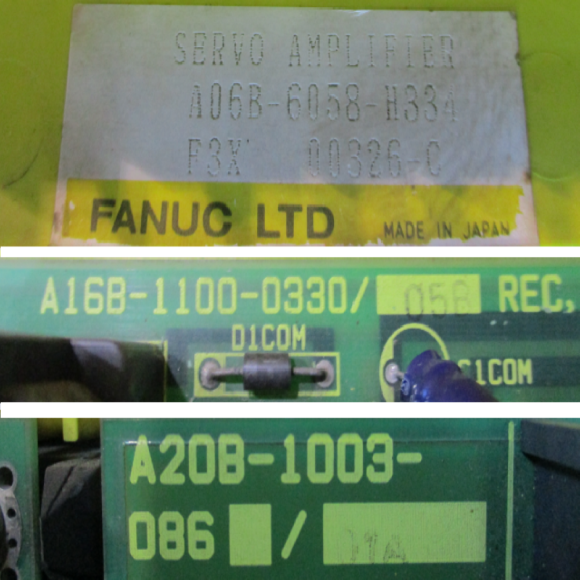 SERVO AMPLIFIER
A06B-6058-H334
F3X 00326-C
FANUC LTD MADE IN JAPAN
A16B-1100-0330/05B REC,
D1COM
C1COM
A20B-1003-
086 /